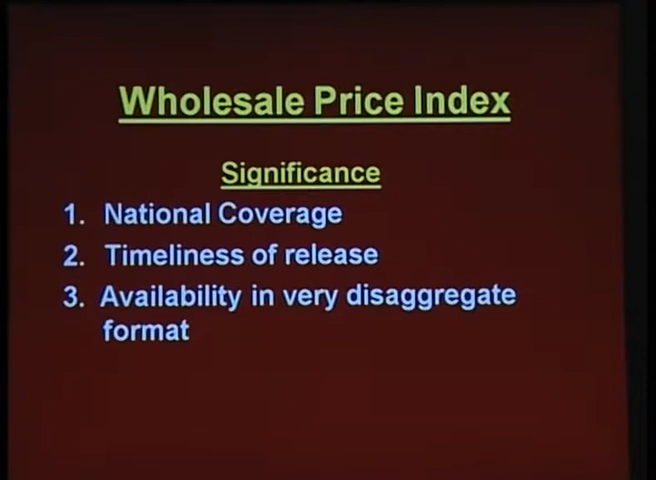 Wholesale Price Index
Significance
1. National Coverage
2. Timeliness of release
3. Availability in very disaggregate
format